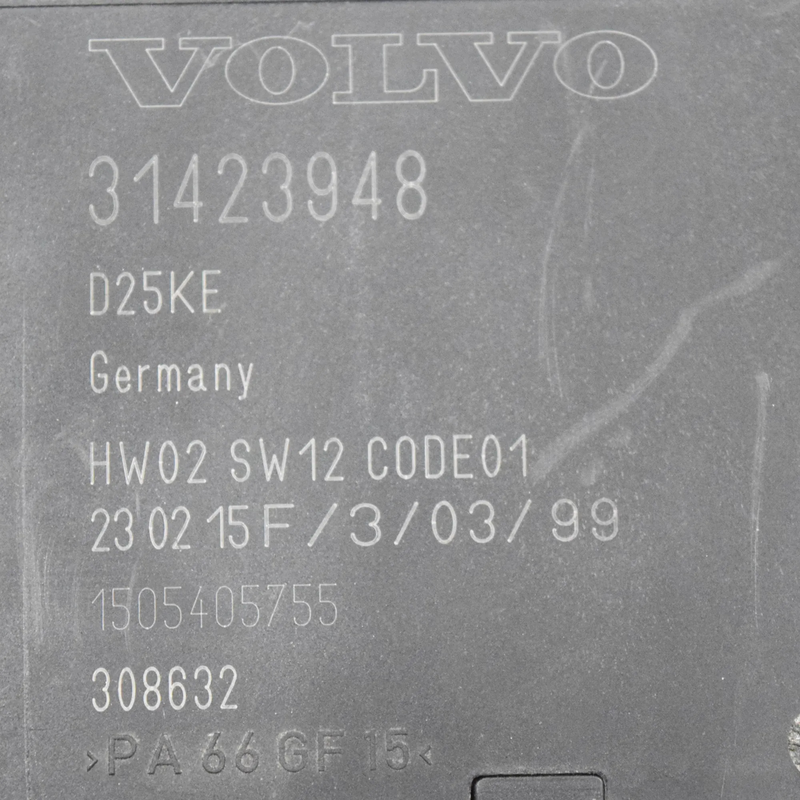 VOLVO
31423948
D25KE
Germany
HW02 SW12 CODE01
23 02 15 F / 3 / 03 / 99
1505405755
308632
>PA 66 GF 15<